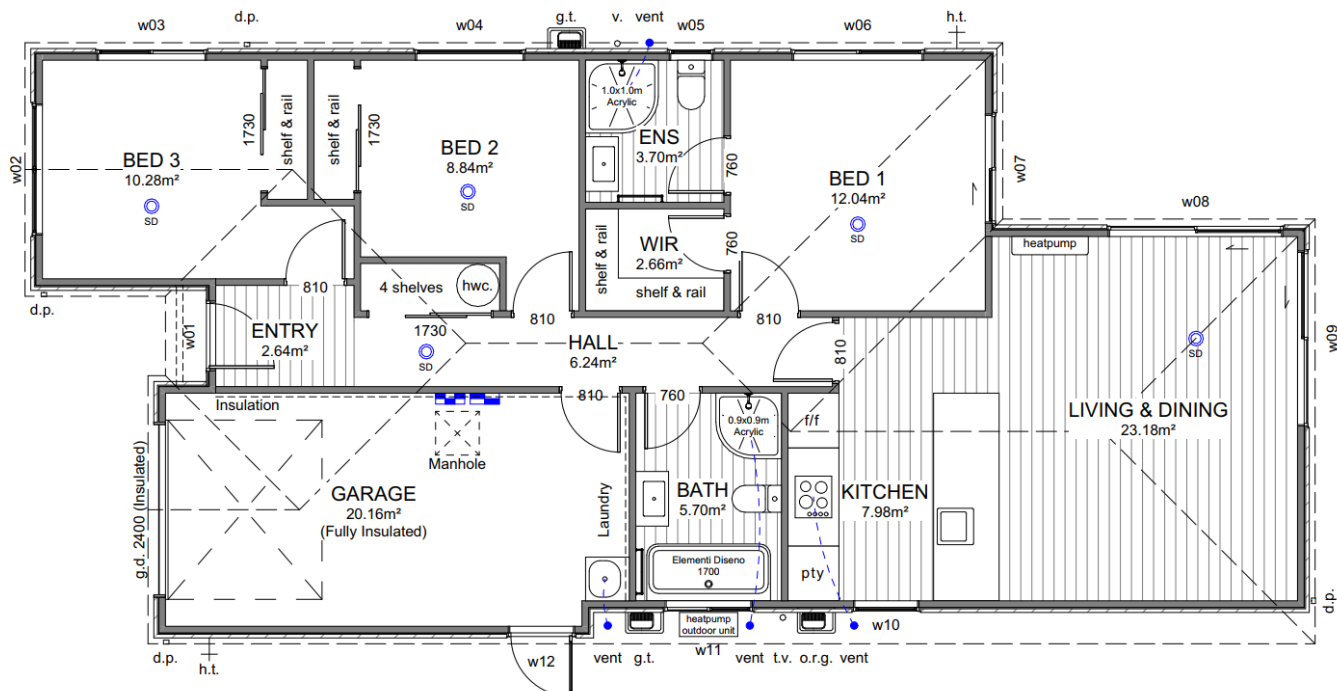 w03
d.p.
w04
g.t.
v.
vent
w05
w06
h.t.
w02
BED 3
10.28m²
SD
1730
shelf & rail
shelf & rail
1730
BED 2
8.84m²
SD
1.0x1.0m
Acrylic
ENS
3.70m²
760
BED 1
12.04m²
SD
w07
w08
heatpump
WIR
2.66m²
shelf & rail
shelf & rail
760
4 shelves
hwc.
d.p.
810
w01
ENTRY
2.64m²
1730
SD
810
HALL
6.24m²
810
810
SD
w09
Insulation
810
760
0.9x0.9m
Acrylic
f/f
LIVING & DINING
23.18m²
Manhole
g.d. 2400 (Insulated)
GARAGE
20.16m²
(Fully Insulated)
Laundry
BATH
5.70m²
KITCHEN
7.98m²
Elementi Diseno
1700
pty
d.p.
heatpump
outdoor unit
w10
d.p.
h.t.
w12
vent
g.t.
w11
vent
t.v.
o.r.g.
vent